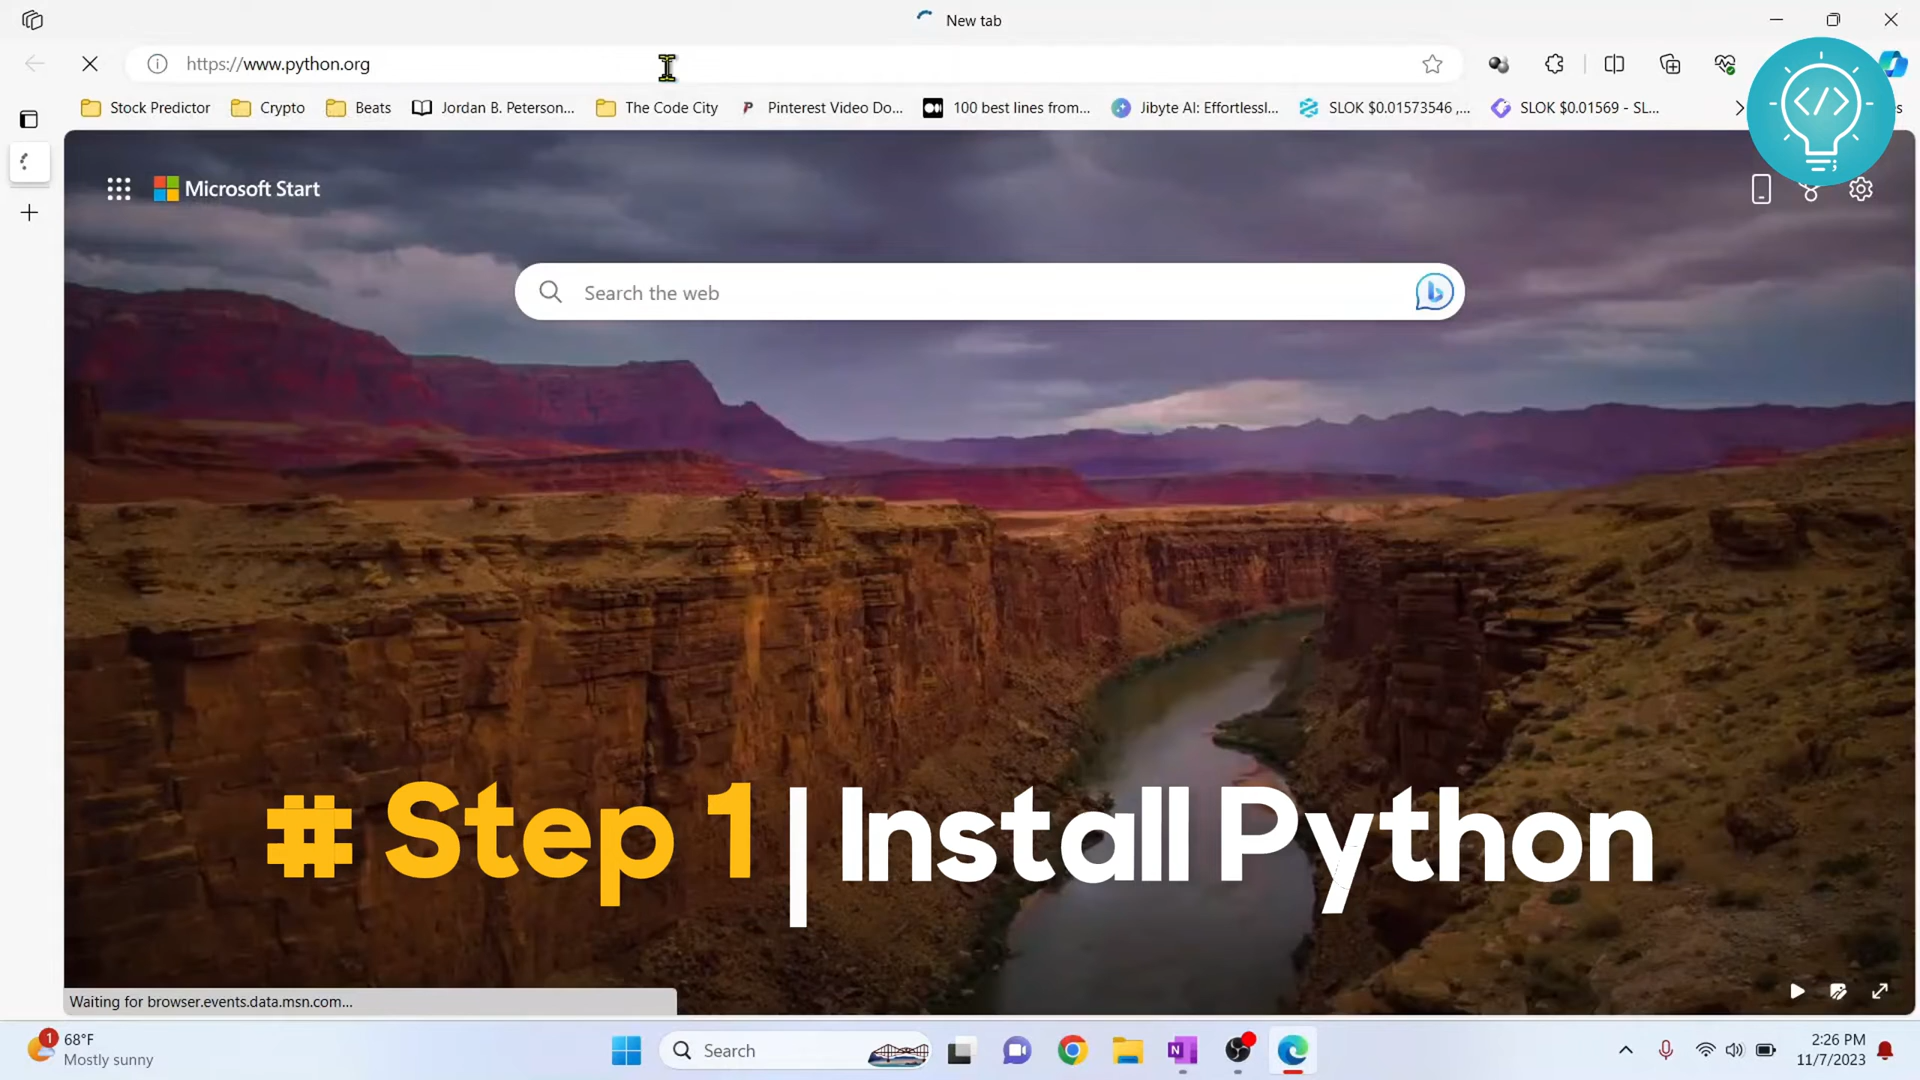 New tab
https://www.python.org
Stock Predictor
Crypto
Beats
Jordan B. Peterson...
The Code City
Pinterest Video Do...
100 best lines from...
Jibyte AI: Effortlessl...
SLOK $0.01573546 ,...
SLOK $0.01569 - SL...
Microsoft Start
Search the web
# Step 1 | Install Python
Waiting for browser.events.data.msn.com...
1
68°F
Mostly sunny
Search
2:26 PM
11/7/2023